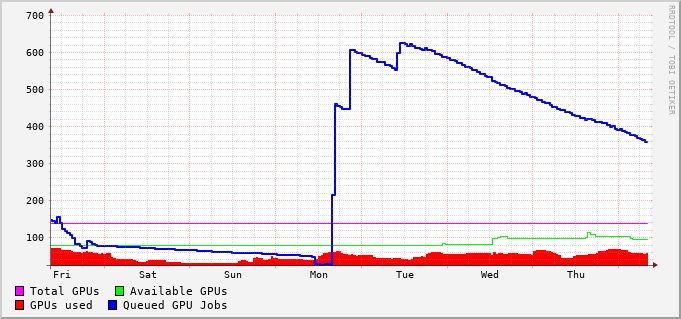 700
600
500
400
300
200
100
Fri Sat Sun Mon Tue Wed Thu
Total GPUs Available GPUs
GPUs used Queued GPU Jobs
RRDTOOL / TOBI OETIKER